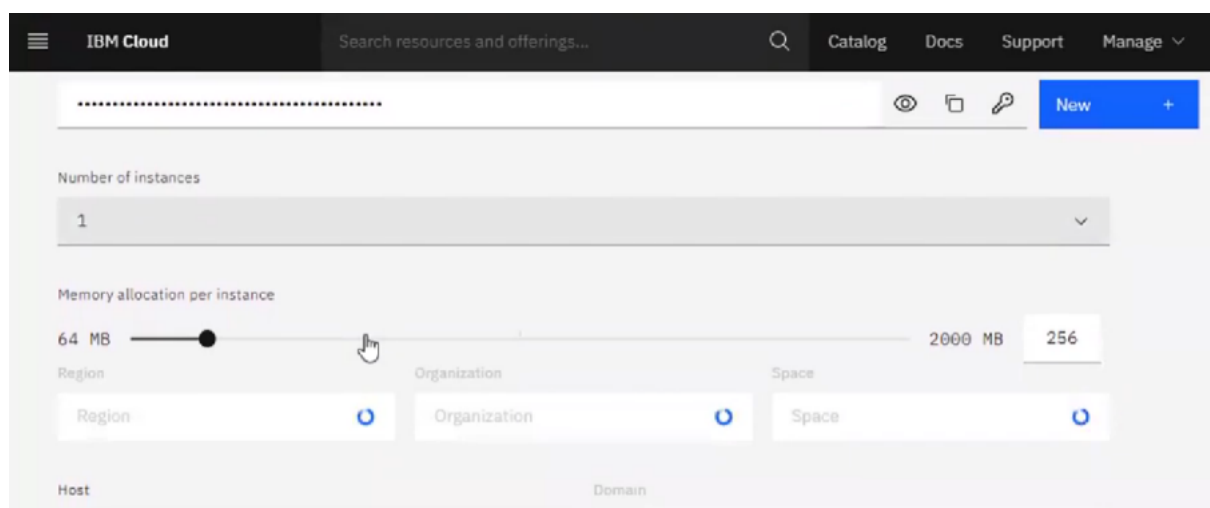 IBM Cloud Search resources and offerings... Catalog Docs Support Manage
•••••••••••••••••••••••••••••••••••••••••••• New +
Number of instances
1
Memory allocation per instance
64 MB 2000 MB 256
Region Organization Space
Region Organization Space
Host Domain